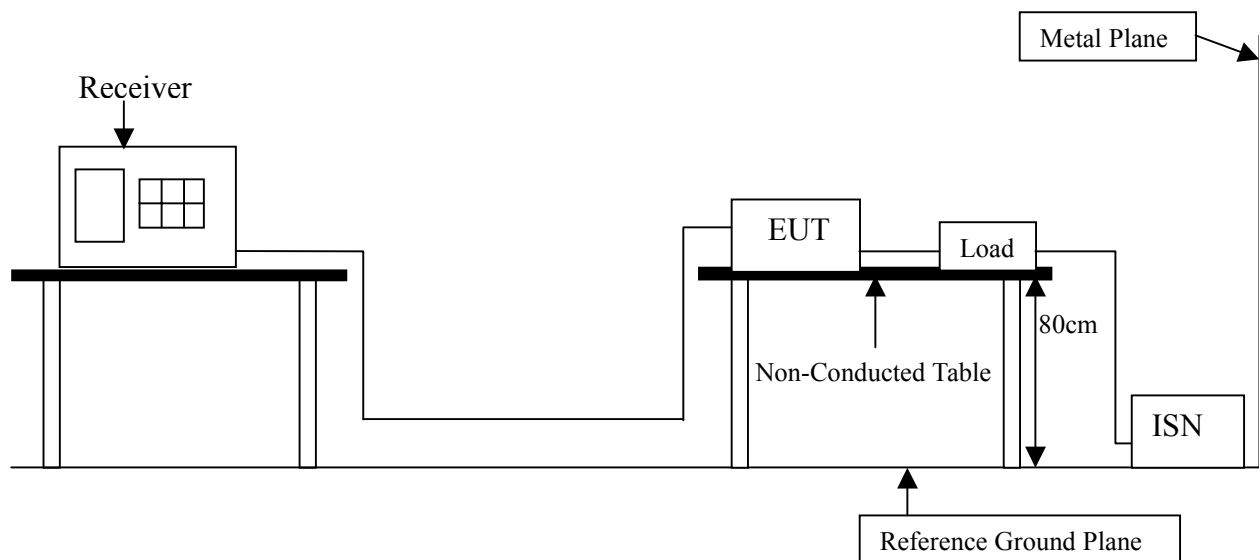 Metal Plane
Receiver
EUT
Load
80cm
Non-Conducted Table
ISN
Reference Ground Plane